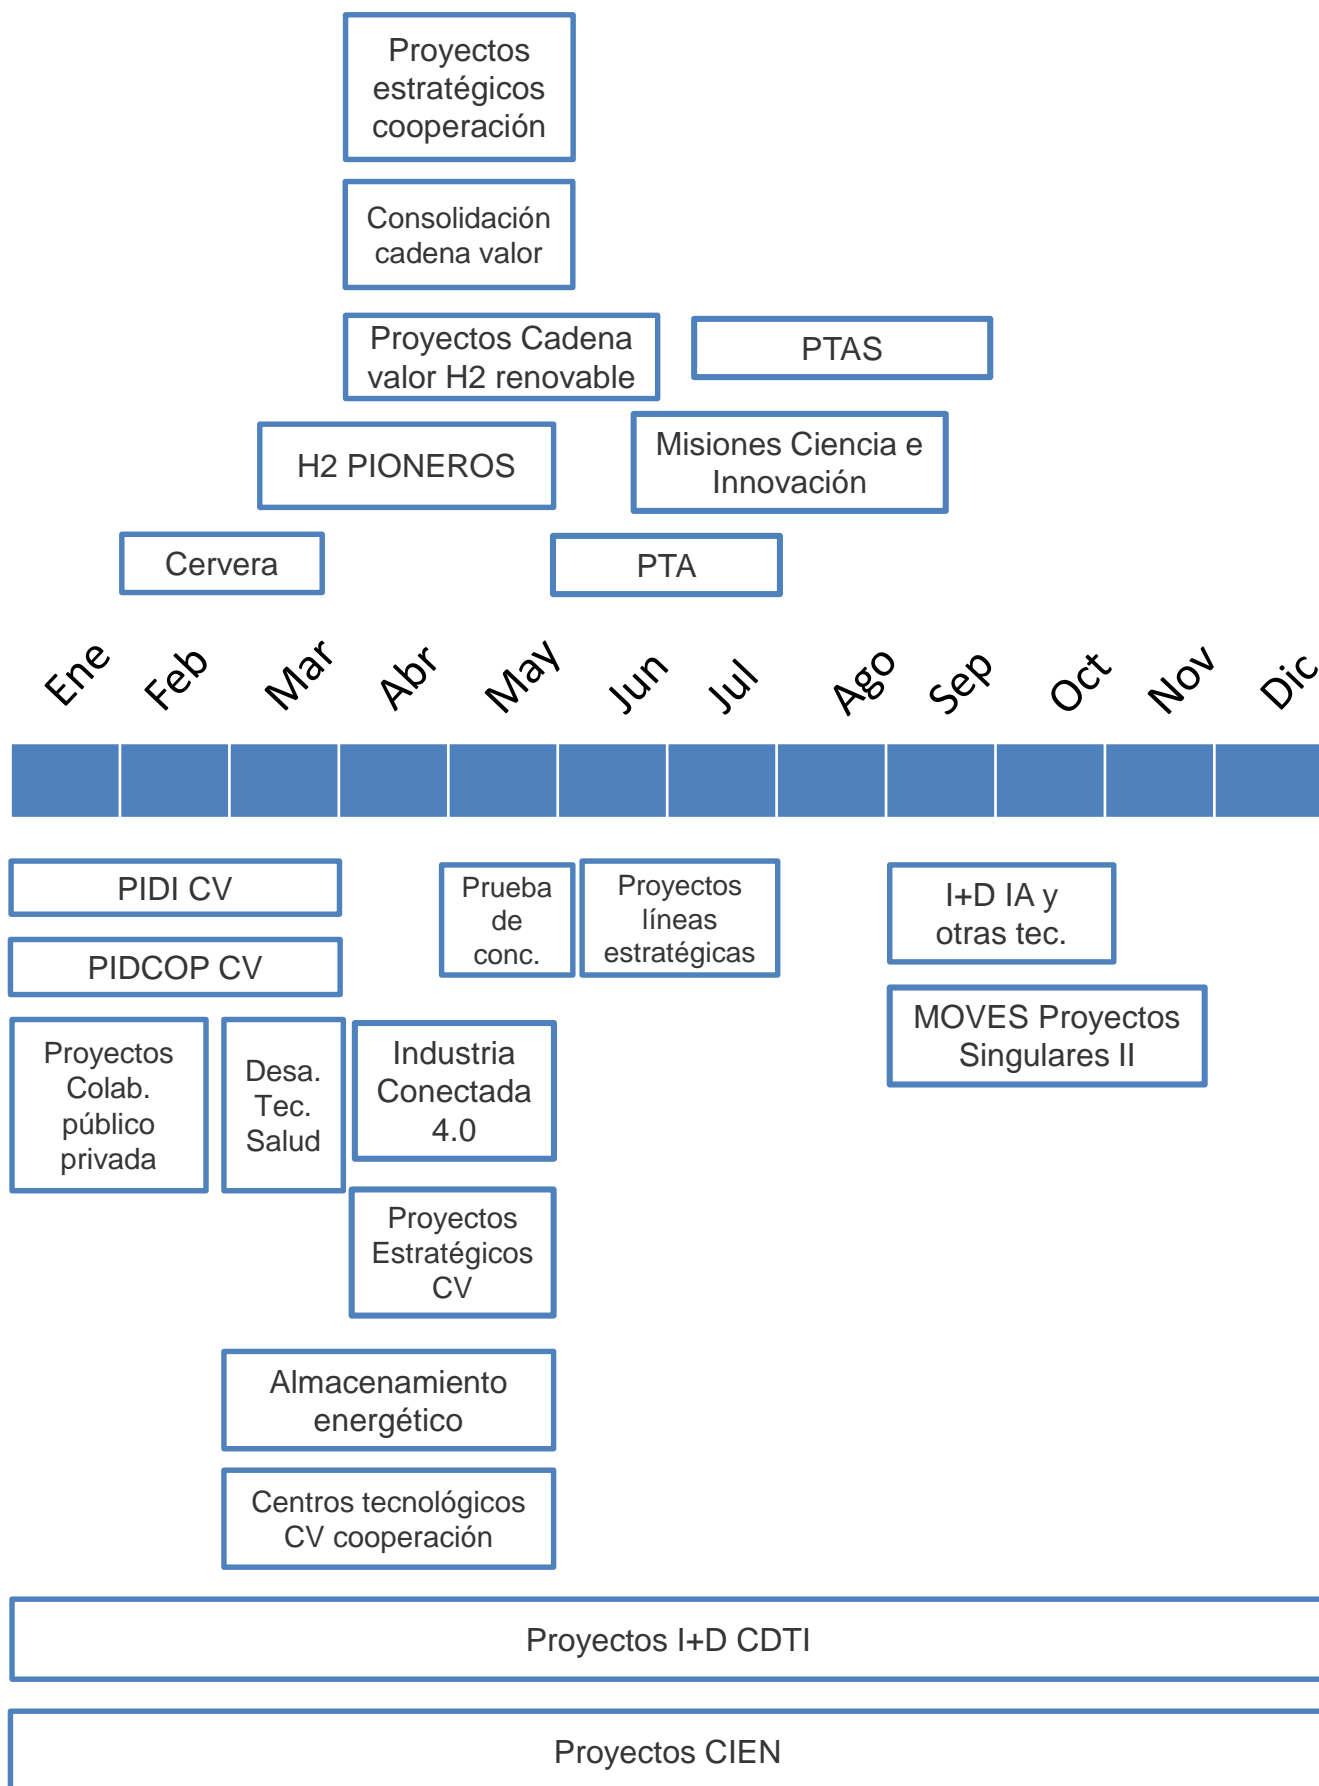 Proyectos
estratégicos
cooperación
Consolidación
cadena valor
Proyectos Cadena
valor H2 renovable
PTAS
H2 PIONEROS
Misiones Ciencia e
Innovación
Cervera
PTA
Ene
Feb
Mar
Abr
May
Jun
Jul
Ago
Sep
Oct
Nov
Dic
PIDI CV
PIDCOP CV
Prueba
de
conc.
Proyectos
líneas
estratégicas
I+D IA y
otras tec.
Proyectos
Colab.
público
privada
Desa.
Tec.
Salud
Industria
Conectada
4.0
MOVES Proyectos
Singulares II
Proyectos
Estratégicos
CV
Almacenamiento
energético
Centros tecnológicos
CV cooperación
Proyectos I+D CDTI
Proyectos CIEN